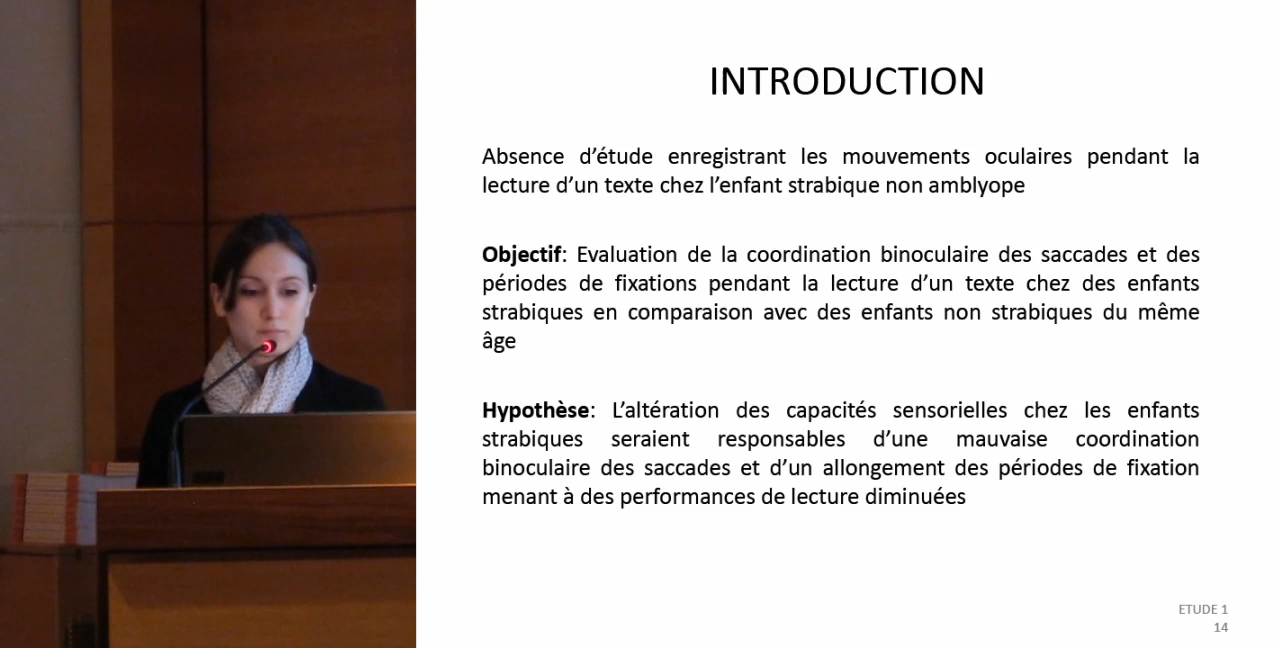 INTRODUCTION
Absence d’étude enregistrant les mouvements oculaires pendant la
lecture d’un texte chez l’enfant strabique non amblyope
Objectif: Evaluation de la coordination binoculaire des saccades et des
périodes de fixations pendant la lecture d’un texte chez des enfants
strabiques en comparaison avec des enfants non strabiques du même
âge
Hypothèse: L’altération des capacités sensorielles chez les enfants
strabiques seraient responsables d’une mauvaise coordination
binoculaire des saccades et d’un allongement des périodes de fixation
menant à des performances de lecture diminuées
ETUDE 1
14